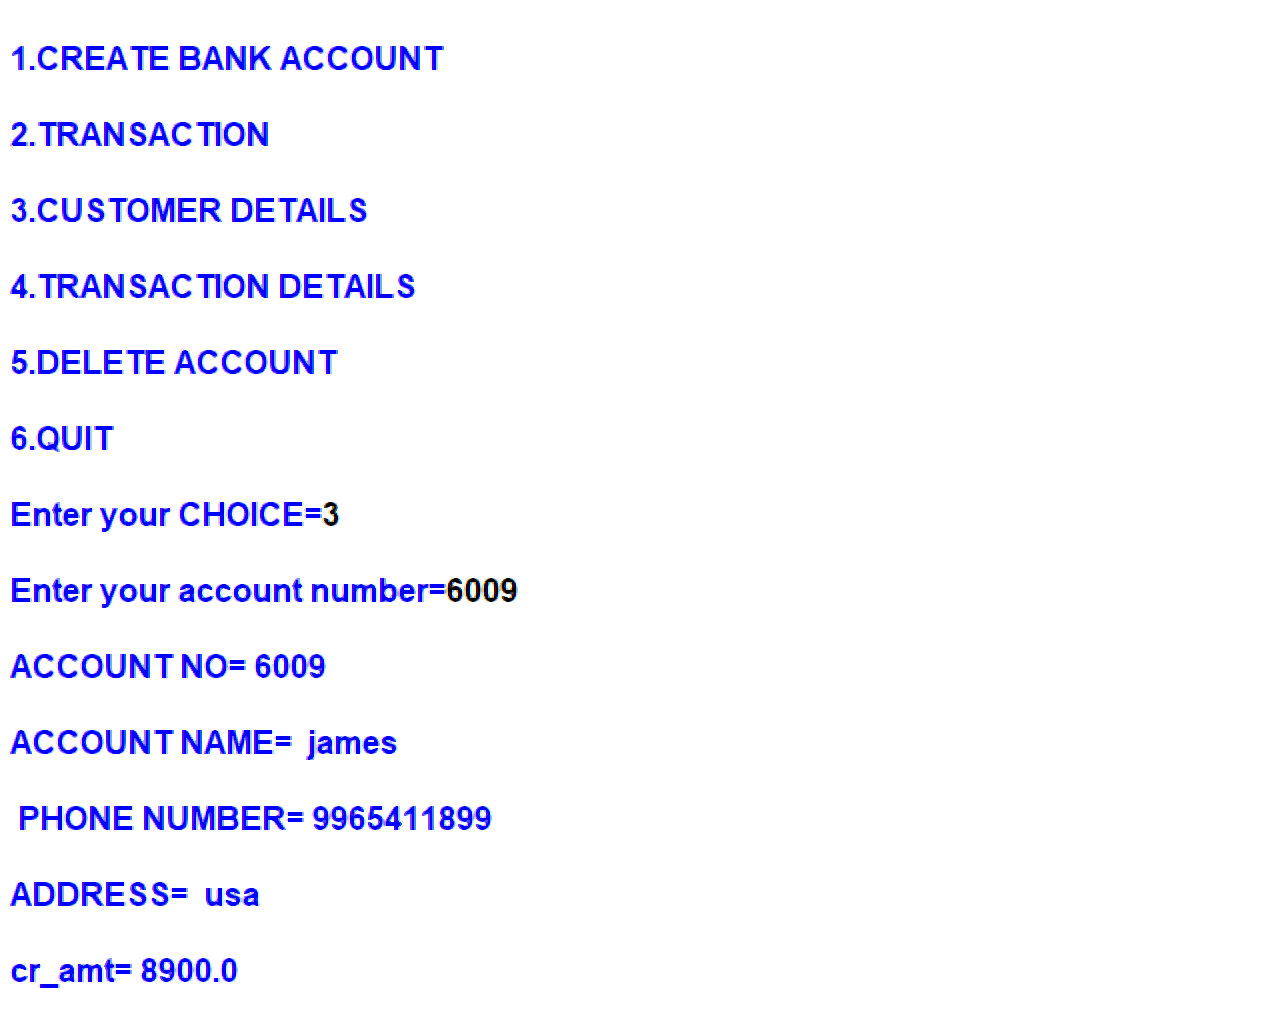 1.CREATE BANK ACCOUNT
2.TRANSACTION
3.CUSTOMER DETAILS
4.TRANSACTION DETAILS
5.DELETE ACCOUNT
6.QUIT
Enter your CHOICE=3
Enter your account number=6009
ACCOUNT NO= 6009
ACCOUNT NAME=  james
PHONE NUMBER= 9965411899
ADDRESS=  usa
cr_amt= 8900.0